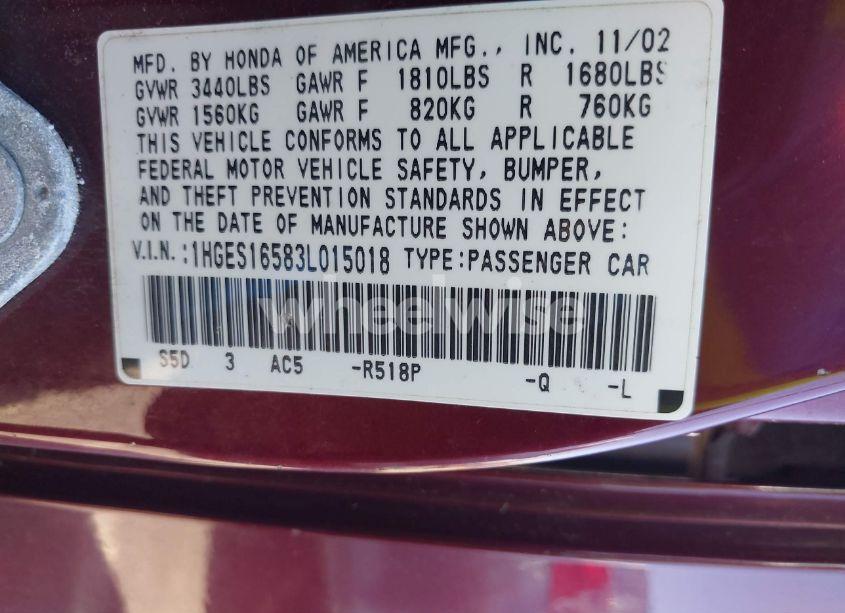 MFD. BY HONDA OF AMERICA MFG., INC. 11/02
GVWR 3440LBS GAWR F 1810LBS R 1680LBS
GVWR 1560KG GAWR F 820KG R 760KG
THIS VEHICLE CONFORMS TO ALL APPLICABLE
FEDERAL MOTOR VEHICLE SAFETY, BUMPER,
AND THEFT PREVENTION STANDARDS IN EFFECT
ON THE DATE OF MANUFACTURE SHOWN ABOVE:
V.I.N.:1HGES16583L015018 TYPE:PASSENGER CAR
wheelwise
S5D 3 AC5 -R518P -Q -L